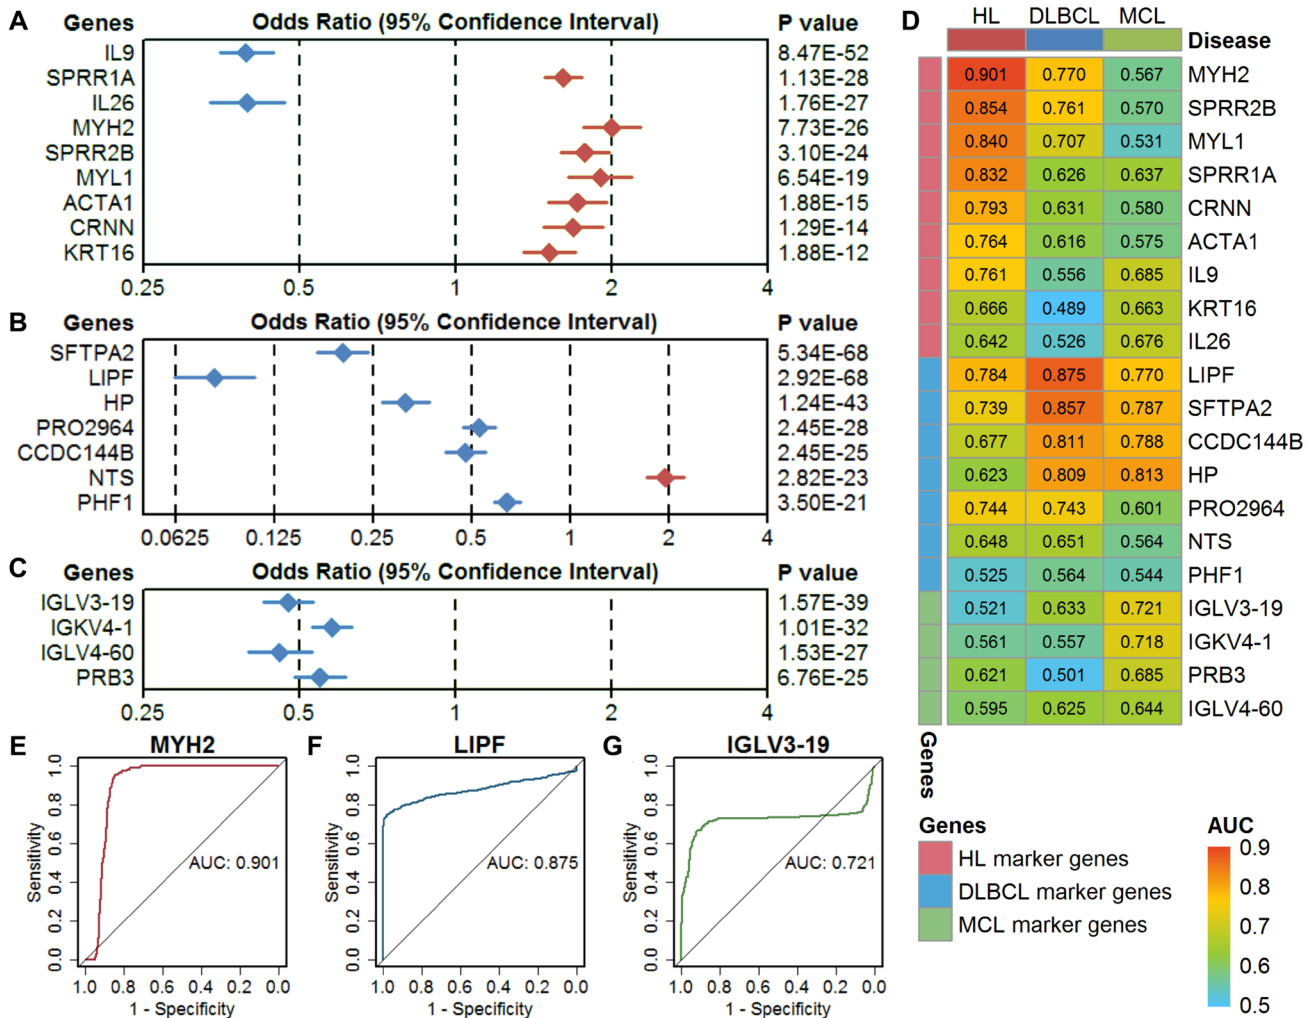 A
Genes Odds Ratio (95% Confidence Interval) P value
IL9 8.47E-52
SPRR1A 1.13E-28
IL26 1.76E-27
MYH2 7.73E-26
SPRR2B 3.10E-24
MYL1 6.54E-19
ACTA1 1.88E-15
CRNN 1.29E-14
KRT16 1.88E-12
0.25 0.5 1 2 4
B
Genes Odds Ratio (95% Confidence Interval) P value
SFTPA2 5.34E-68
LIPF 2.92E-68
HP 1.24E-43
PRO2964 2.45E-28
CCDC144B 2.45E-25
NTS 2.82E-23
PHF1 3.50E-21
0.0625 0.125 0.25 0.5 1 2 4
C
Genes Odds Ratio (95% Confidence Interval) P value
IGLV3-19 1.57E-39
IGKV4-1 1.01E-32
IGLV4-60 1.53E-27
PRB3 6.76E-25
0.25 0.5 1 2 4
D
HL DLBCL MCL
Disease
0.901 0.770 0.567 MYH2
0.854 0.761 0.570 SPRR2B
0.840 0.707 0.531 MYL1
0.832 0.626 0.637 SPRR1A
0.793 0.631 0.580 CRNN
0.764 0.616 0.575 ACTA1
0.761 0.556 0.685 IL9
0.666 0.489 0.663 KRT16
0.642 0.526 0.676 IL26
0.784 0.875 0.770 LIPF
0.739 0.857 0.787 SFTPA2
0.677 0.811 0.788 CCDC144B
0.623 0.809 0.813 HP
0.744 0.743 0.601 PRO2964
0.648 0.651 0.564 NTS
0.525 0.564 0.544 PHF1
0.521 0.633 0.721 IGLV3-19
0.561 0.557 0.718 IGKV4-1
0.621 0.501 0.685 PRB3
0.595 0.625 0.644 IGLV4-60
Genes
Genes
HL marker genes
DLBCL marker genes
MCL marker genes
AUC
0.9
0.8
0.7
0.6
0.5
E
MYH2
Sensitivity
1.0
0.8
0.6
0.4
0.2
0.0
AUC: 0.901
1.0 0.8 0.6 0.4 0.2 0.0
1 - Specificity
F
LIPF
Sensitivity
1.0
0.8
0.6
0.4
0.2
0.0
AUC: 0.875
1.0 0.8 0.6 0.4 0.2 0.0
1 - Specificity
G
IGLV3-19
Sensitivity
1.0
0.8
0.6
0.4
0.2
0.0
AUC: 0.721
1.0 0.8 0.6 0.4 0.2 0.0
1 - Specificity